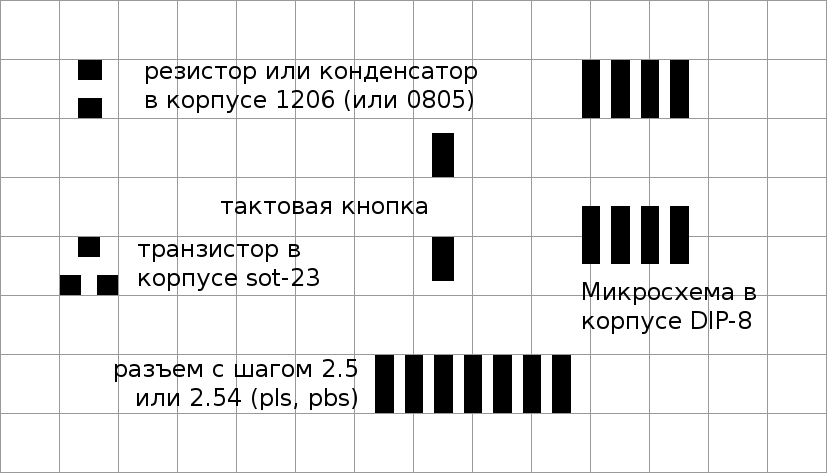 резистор или конденсатор
в корпусе 1206 (или 0805)
тактовая кнопка
транзистор в
корпусе sot-23
Микросхема в
корпусе DIP-8
разъем с шагом 2.5
или 2.54 (pls, pbs)